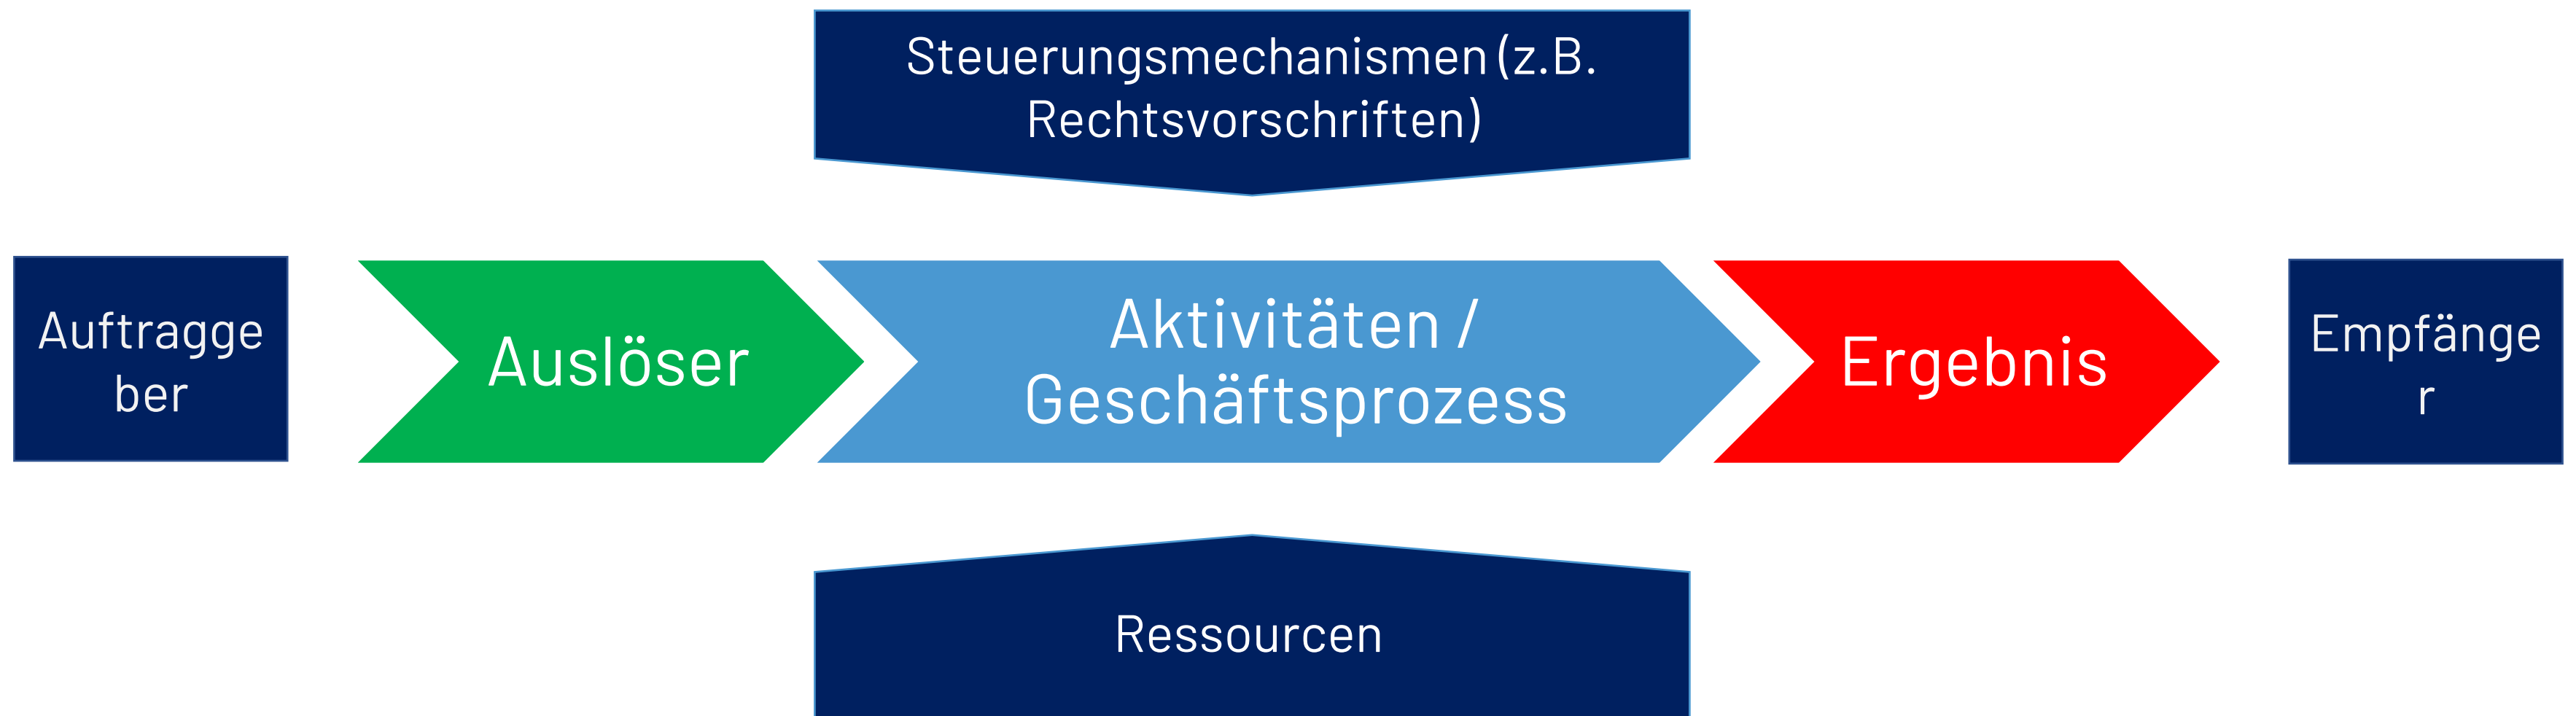 Steuerungsmechanismen (z.B.
Rechtsvorschriften)
Auftragge
ber
Auslöser
Aktivitäten /
Geschäftsprozess
Ergebnis
Empfänge
r
Ressourcen